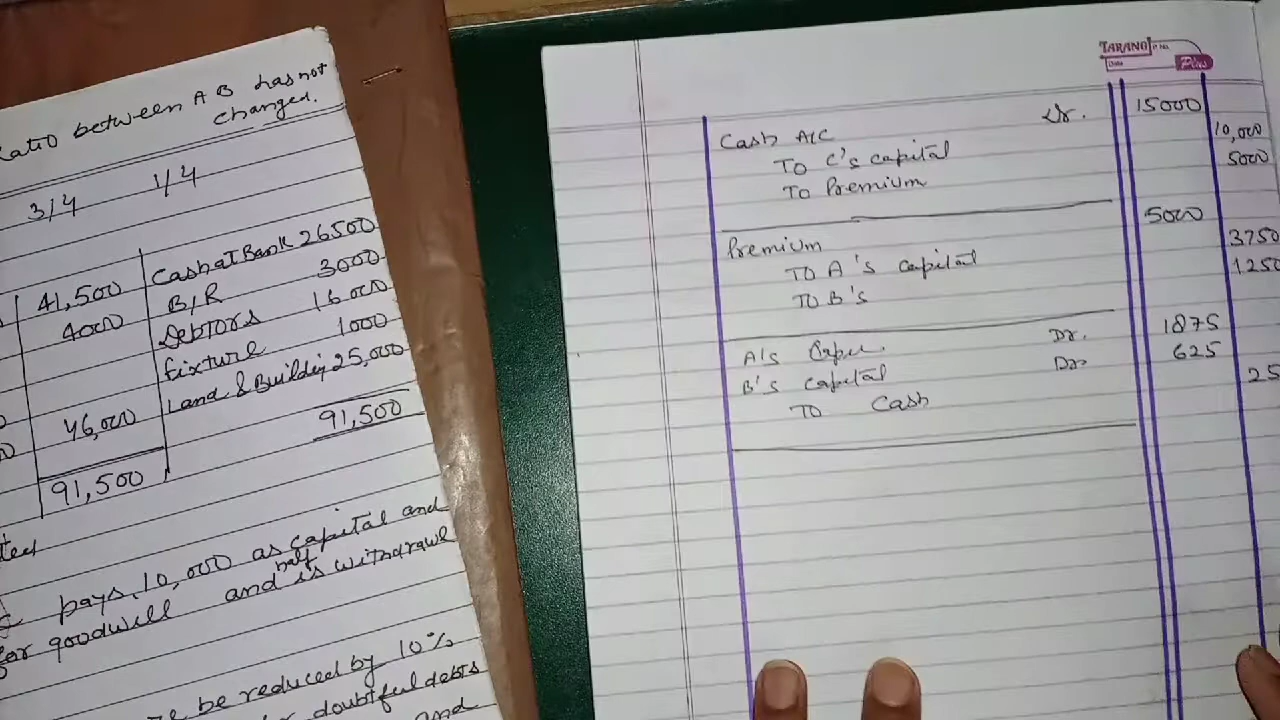 Ratio between A B has not
changed.
3/4 1/4
41,500 Cash at Bank 26500
4000 B/R 3000
Debtors 16000
fixture 1000
46,000 Land & Building 25,000
91,500 91,500
pays 10,000 as capital and
for goodwill and half is withdrawl
be reduced by 10%
doubtful debts
and
TARANG
Plus
Cash A/C Dr. 15000
To C's capital 10,000
To Premium 5000
Premium 5000
To A's capital 3750
To B's 1250
A's Dr. 1875
B's capital Dr. 625
To Cash 25